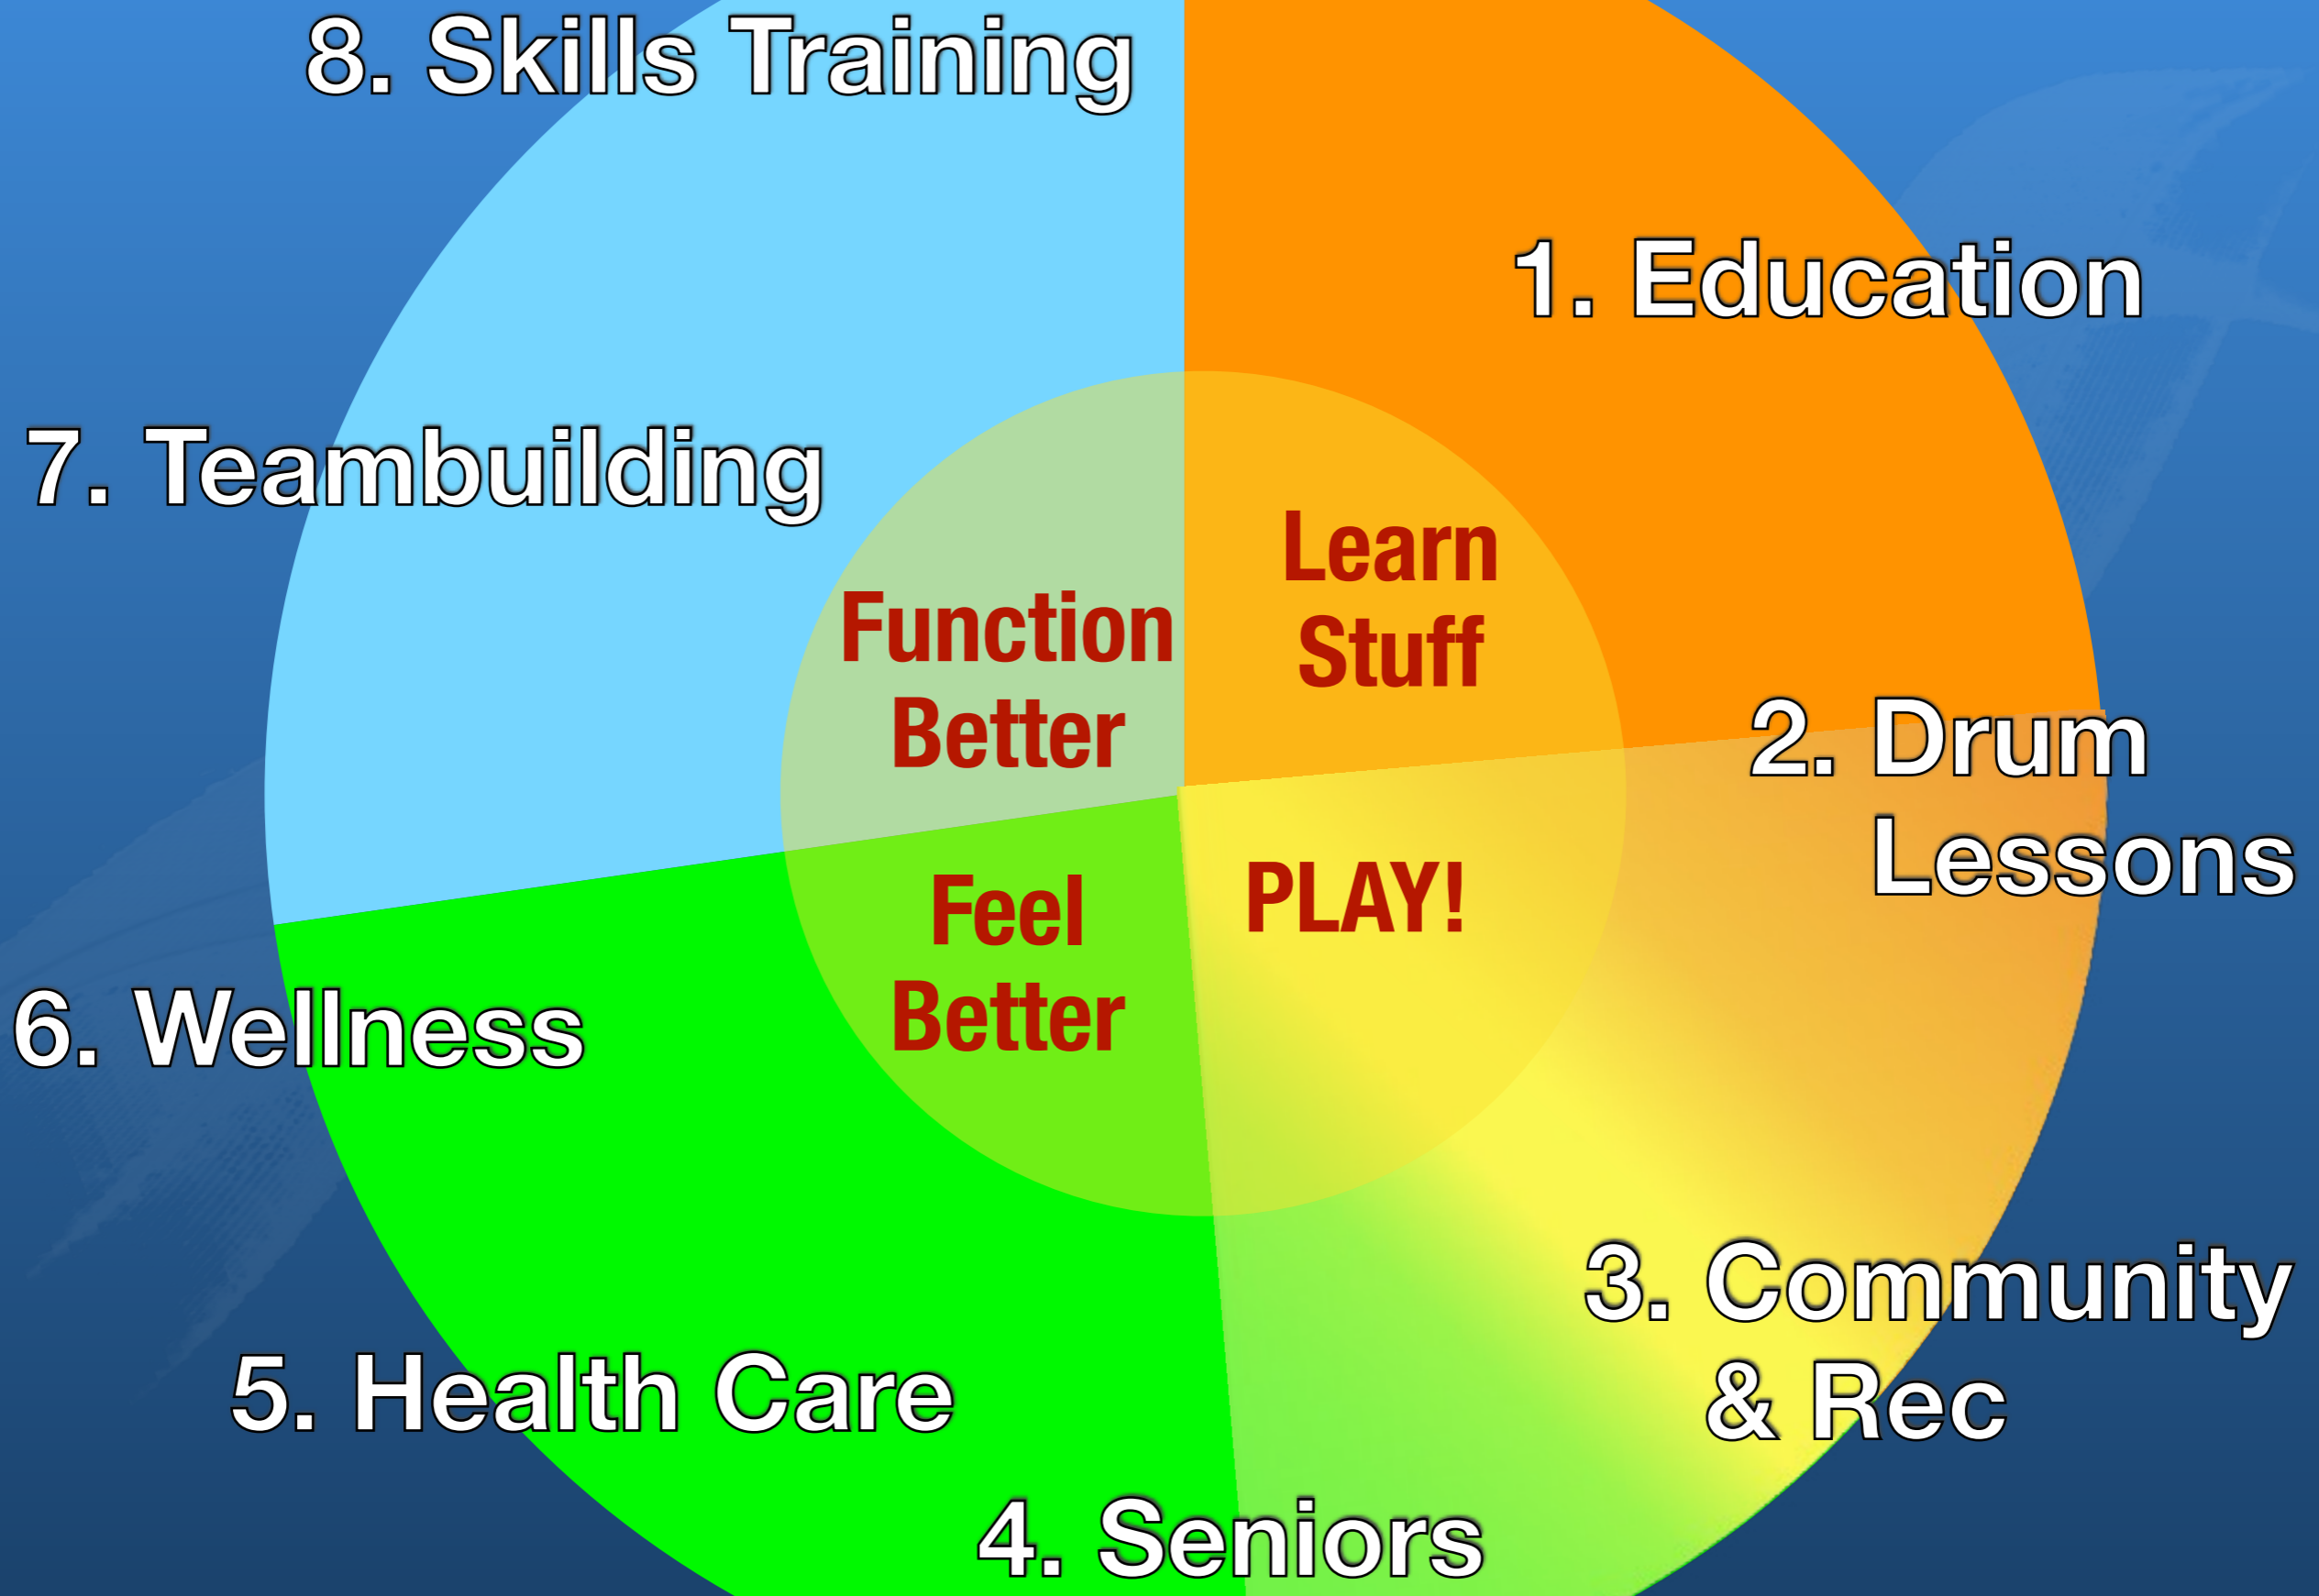 8. Skills Training
1. Education
7. Teambuilding
Learn
Stuff
Function
Better
2. Drum
Lessons
Feel
Better
PLAY!
6. Wellness
3. Community
& Rec
5. Health Care
4. Seniors